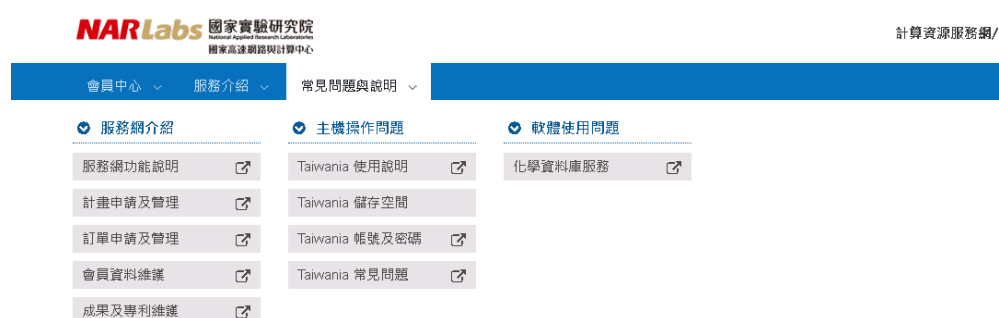 NARLabs 國家實驗研究院
National Applied Research Laboratories
國家高速網路與計算中心
計算資源服務網/
會員中心 服務介紹 常見問題與說明
服務網介紹
服務網功能說明
計畫申請及管理
訂單申請及管理
會員資料維護
成果及專利維護
主機操作問題
Taiwania 使用說明
Taiwania 儲存空間
Taiwania 帳號及密碼
Taiwania 常見問題
軟體使用問題
化學資料庫服務